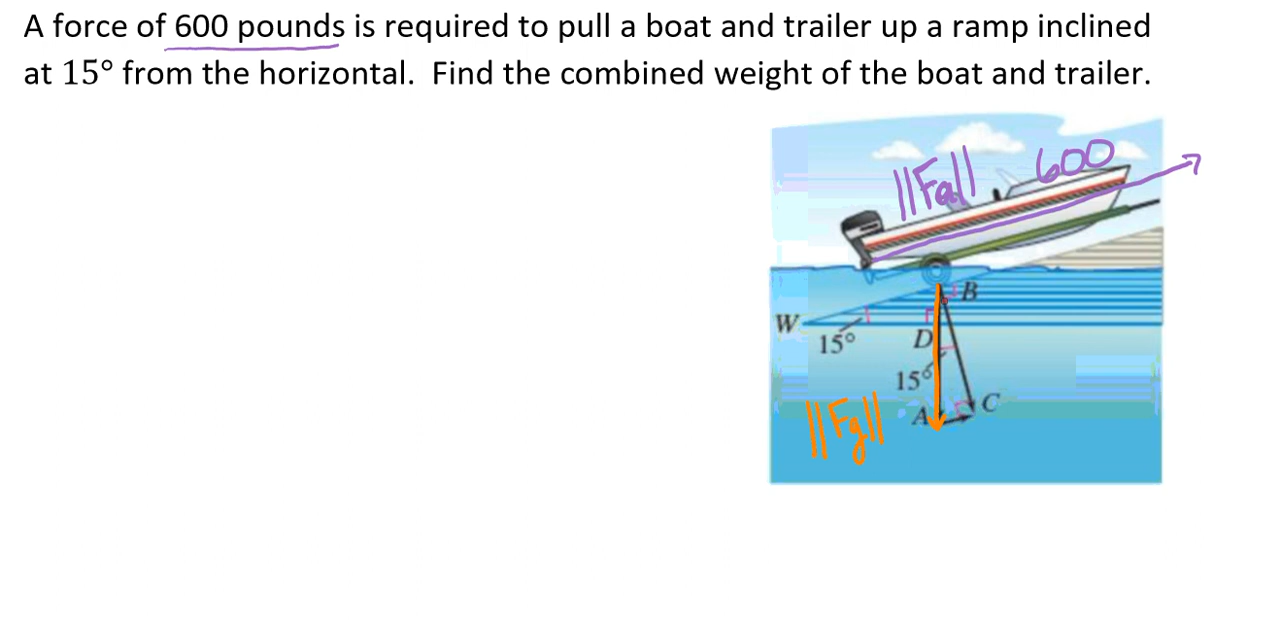 A force of 600 pounds is required to pull a boat and trailer up a ramp inclined
at 15° from the horizontal. Find the combined weight of the boat and trailer.
||Fa|| 600
B
W
15°
D
15°
A C
||Fg||